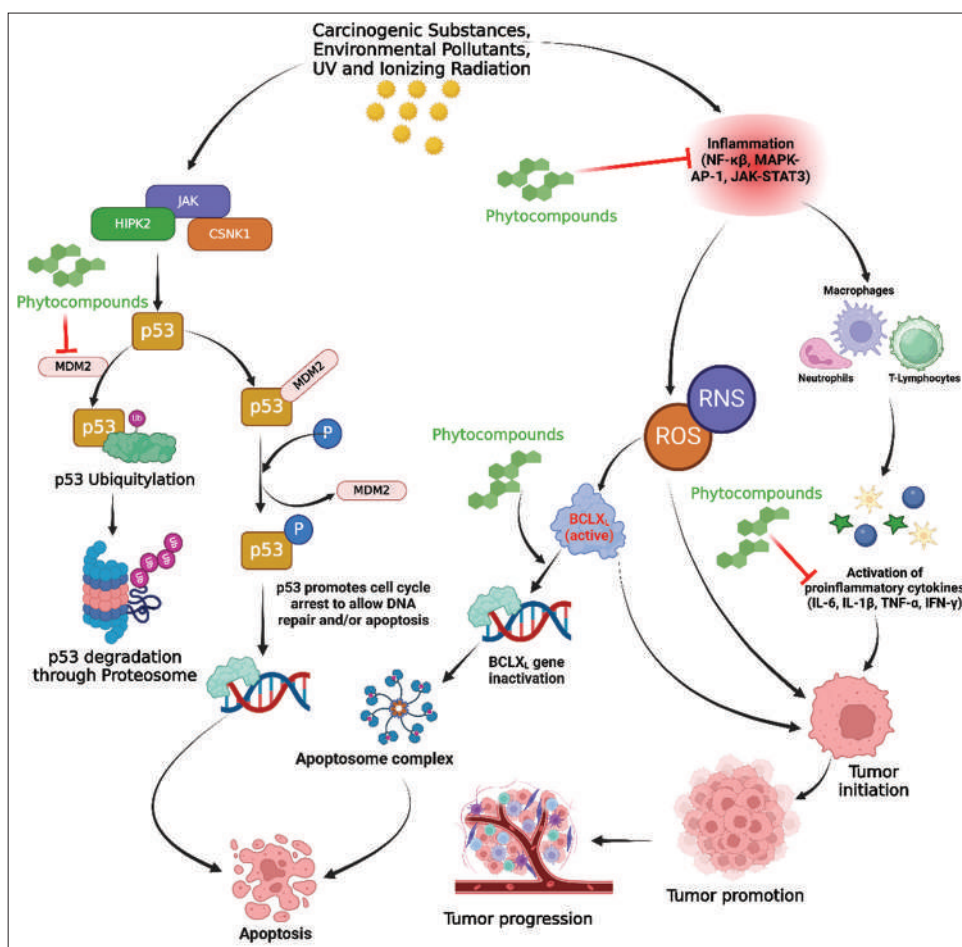 Carcinogenic Substances,
Environmental Pollutants,
UV and Ionizing Radiation
Inflammation
(NF-κβ, MAPK-
AP-1, JAK-STAT3)
Phytocompounds
JAK
HIPK2
CSNK1
Phytocompounds
p53
MDM2
MDM2
p53
p53
Ub
P
p53 Ubiquitylation
MDM2
P
p53
p53 promotes cell cycle
arrest to allow DNA
repair and/or apoptosis
Ub
Ub
Ub
Ub
p53 degradation
through Proteosome
Macrophages
Neutrophils
T-Lymphocytes
RNS
ROS
Phytocompounds
BCLXL
(active)
BCLXL gene
inactivation
Apoptosome complex
Phytocompounds
Activation of
proinflammatory cytokines
(IL-6, IL-1β, TNF-α, IFN-γ)
Tumor
initiation
Tumor promotion
Tumor progression
Apoptosis